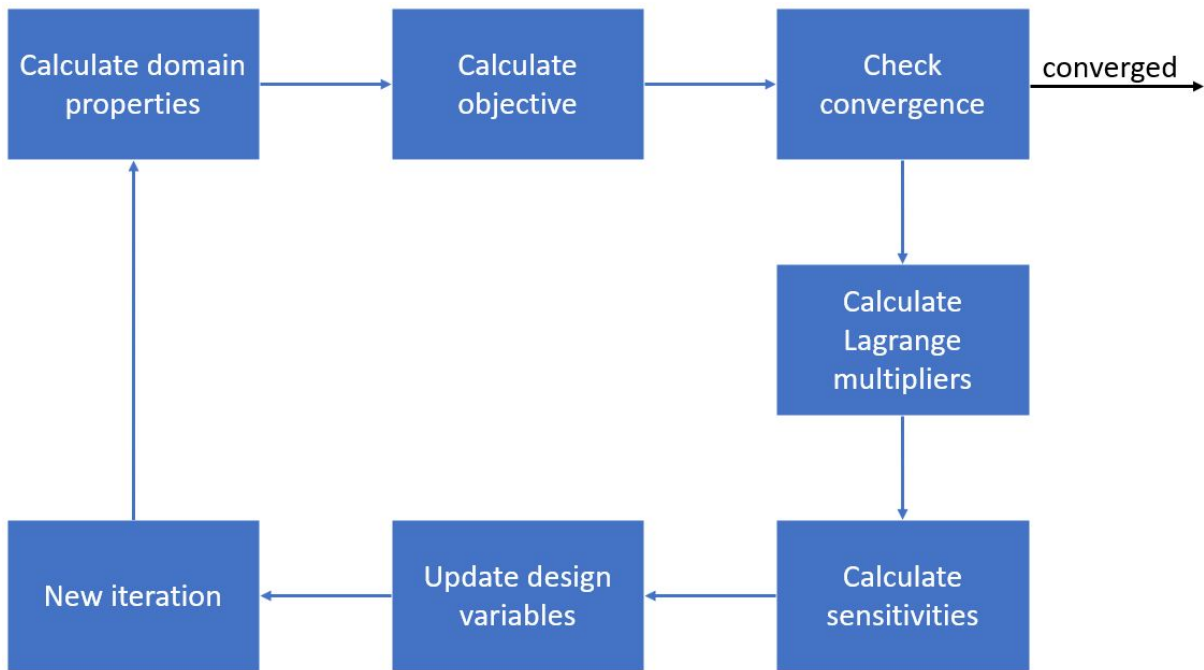 Calculate domain
properties
Calculate
objective
Check
convergence
converged
Calculate
Lagrange
multipliers
New iteration
Update design
variables
Calculate
sensitivities